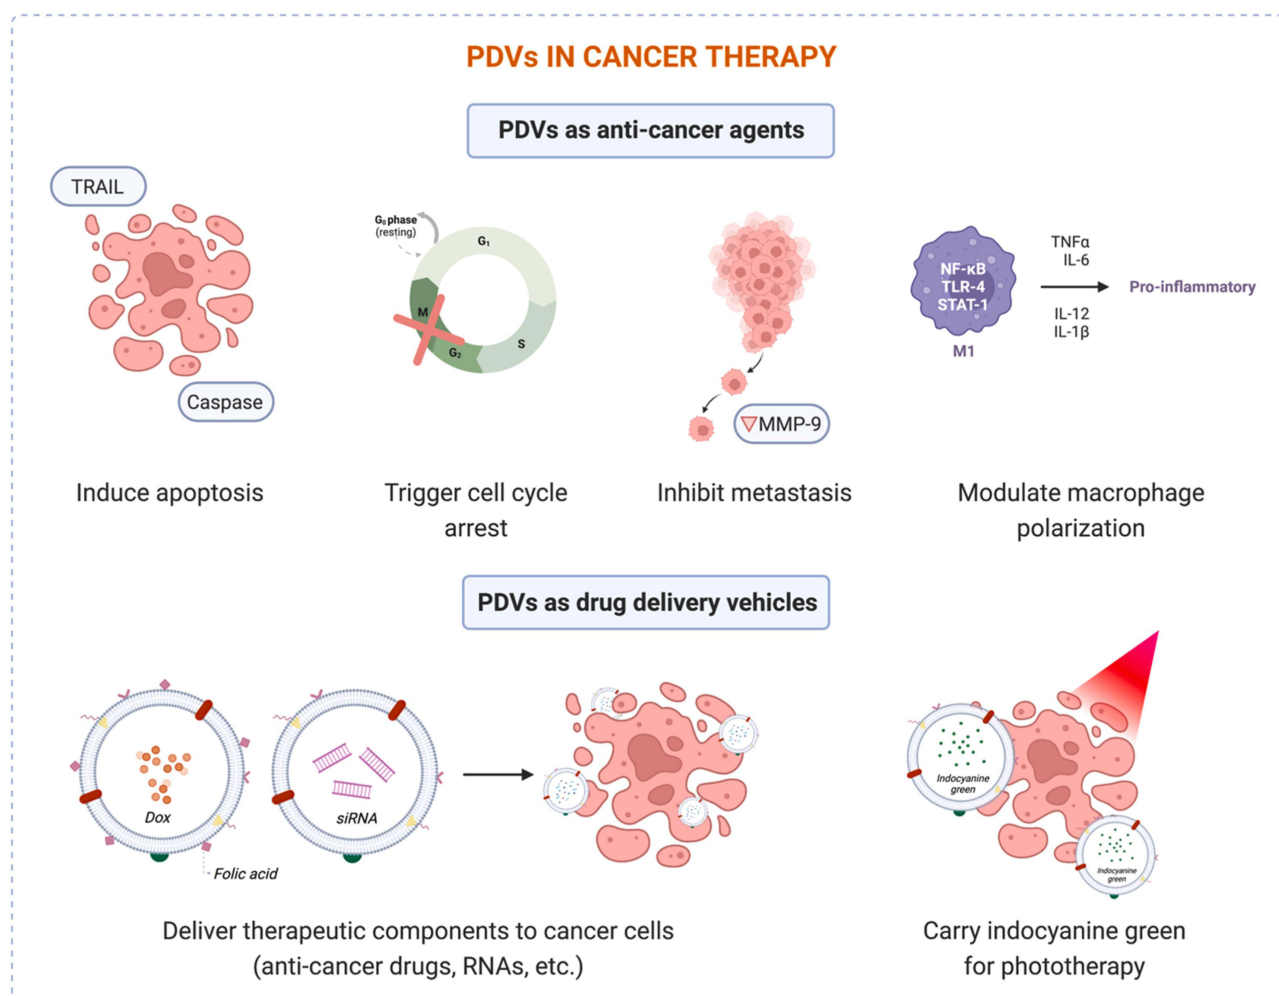 PDVs IN CANCER THERAPY
PDVs as anti-cancer agents
TRAIL
Caspase
Induce apoptosis
G₀ phase
(resting)
G₁
M
G₂
S
Trigger cell cycle
arrest
MMP-9
Inhibit metastasis
NF-κB
TLR-4
STAT-1
M1
TNFα
IL-6
IL-12
IL-1β
Pro-inflammatory
Modulate macrophage
polarization
PDVs as drug delivery vehicles
Dox
Folic acid
siRNA
Deliver therapeutic components to cancer cells
(anti-cancer drugs, RNAs, etc.)
Indocyanine
green
Indocyanine
green
Carry indocyanine green
for phototherapy